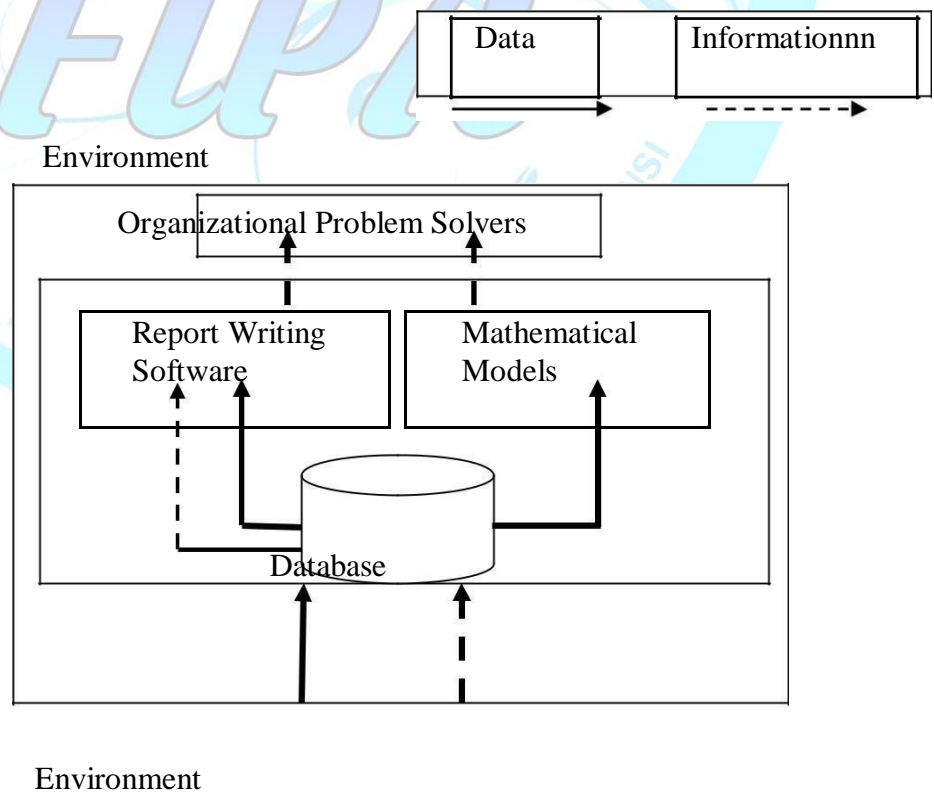 Data
Informationnn
Environment
Organizational Problem Solvers
Report Writing
Software
Mathematical
Models
Database
Environment